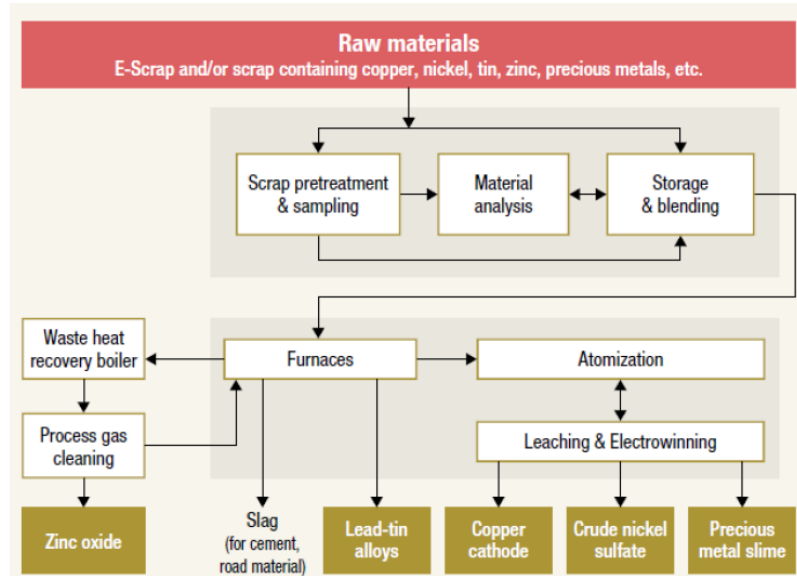 Raw materials
E-Scrap and/or scrap containing copper, nickel, tin, zinc, precious metals, etc.
Scrap pretreatment
& sampling
Material
analysis
Storage
& blending
Waste heat
recovery boiler
Furnaces
Atomization
Process gas
cleaning
Leaching & Electrowinning
Zinc oxide
Slag
(for cement,
road material)
Lead-tin
alloys
Copper
cathode
Crude nickel
sulfate
Precious
metal slime